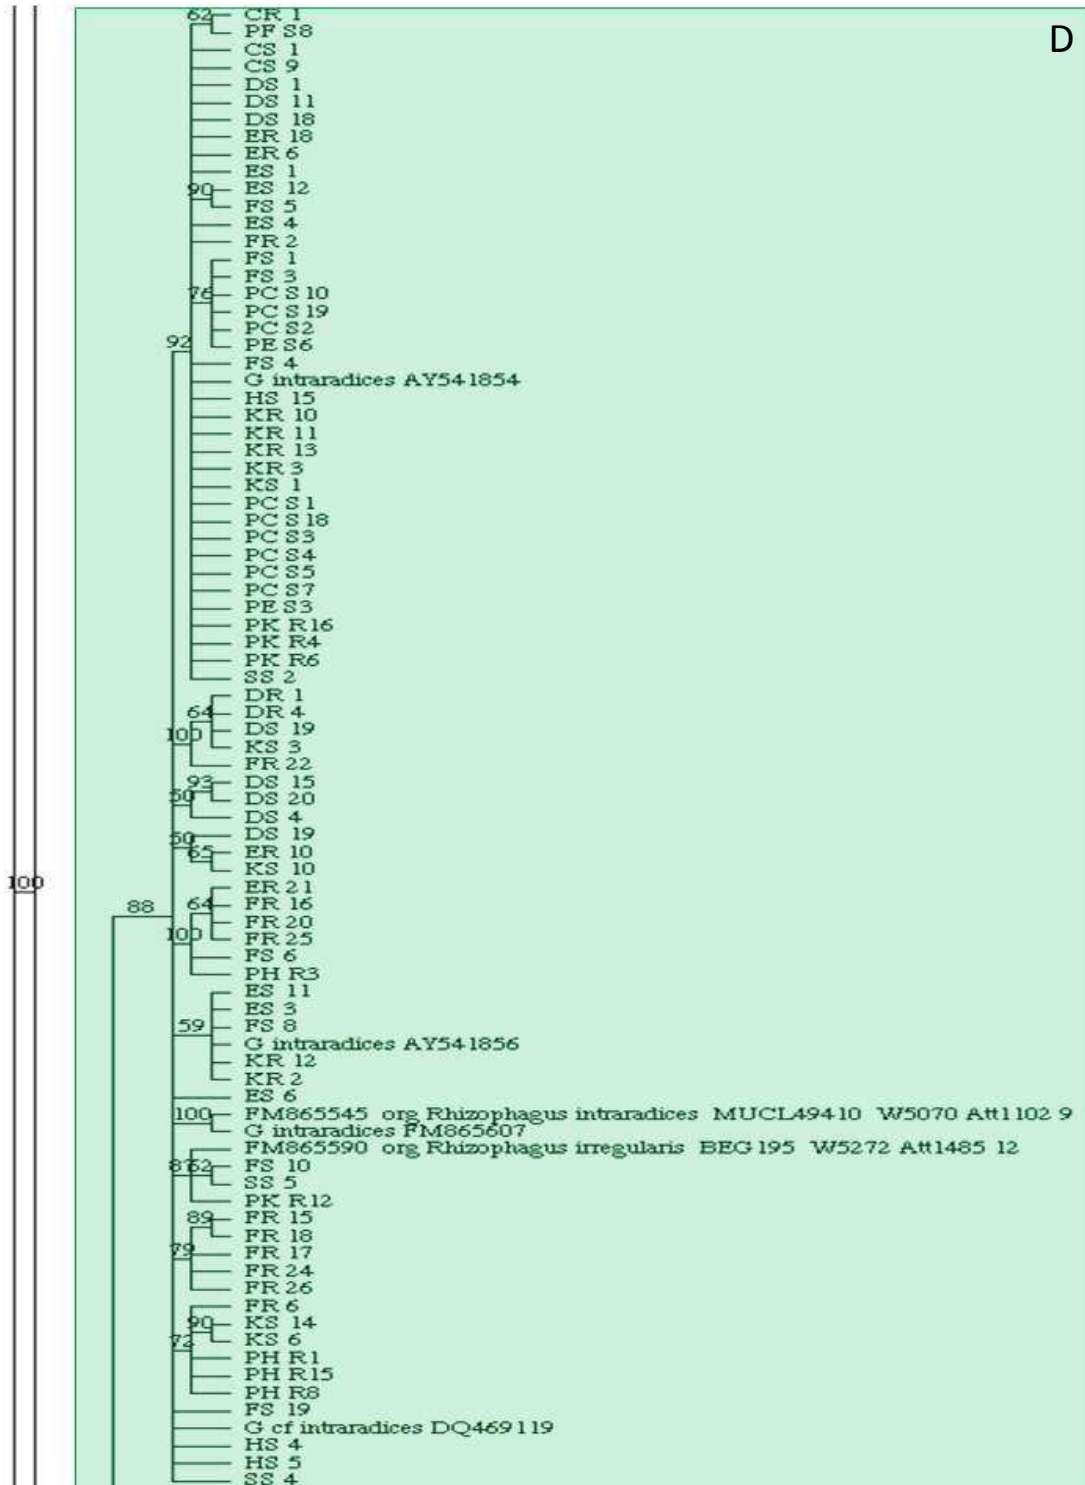 D
62
CR 1
PF S8
CS 1
CS 9
DS 1
DS 11
DS 18
ER 18
ER 6
ES 1
90
ES 12
FS 5
ES 4
FR 2
FS 1
FS 3
76
PC S10
PC S19
PC S2
PE S6
92
FS 4
G intraradices AY541854
HS 15
KR 10
KR 11
KR 13
KR 3
KS 1
PC S1
PC S18
PC S3
PC S4
PC S5
PC S7
PE S3
PK R16
PK R4
PK R6
SS 2
DR 1
64
DR 4
100
DS 19
KS 3
FR 22
93
DS 15
50
DS 20
DS 4
50
DS 19
65
ER 10
KS 10
100
ER 21
88
64
FR 16
FR 20
100
FR 25
FS 6
PH R3
ES 11
ES 3
59
FS 8
G intraradices AY541856
KR 12
KR 2
ES 6
100
FM865545 org Rhizophagus intraradices MUCL49410 W5070 Att1102 9
G intraradices FM865607
FM865590 org Rhizophagus irregularis BEG195 W5272 Att1485 12
87
62
FS 10
SS 5
PK R12
89
FR 15
FR 18
79
FR 17
FR 24
FR 26
FR 6
90
KS 14
72
KS 6
PH R1
PH R15
PH R8
FS 19
G cf intraradices DQ469119
HS 4
HS 5
SS 4